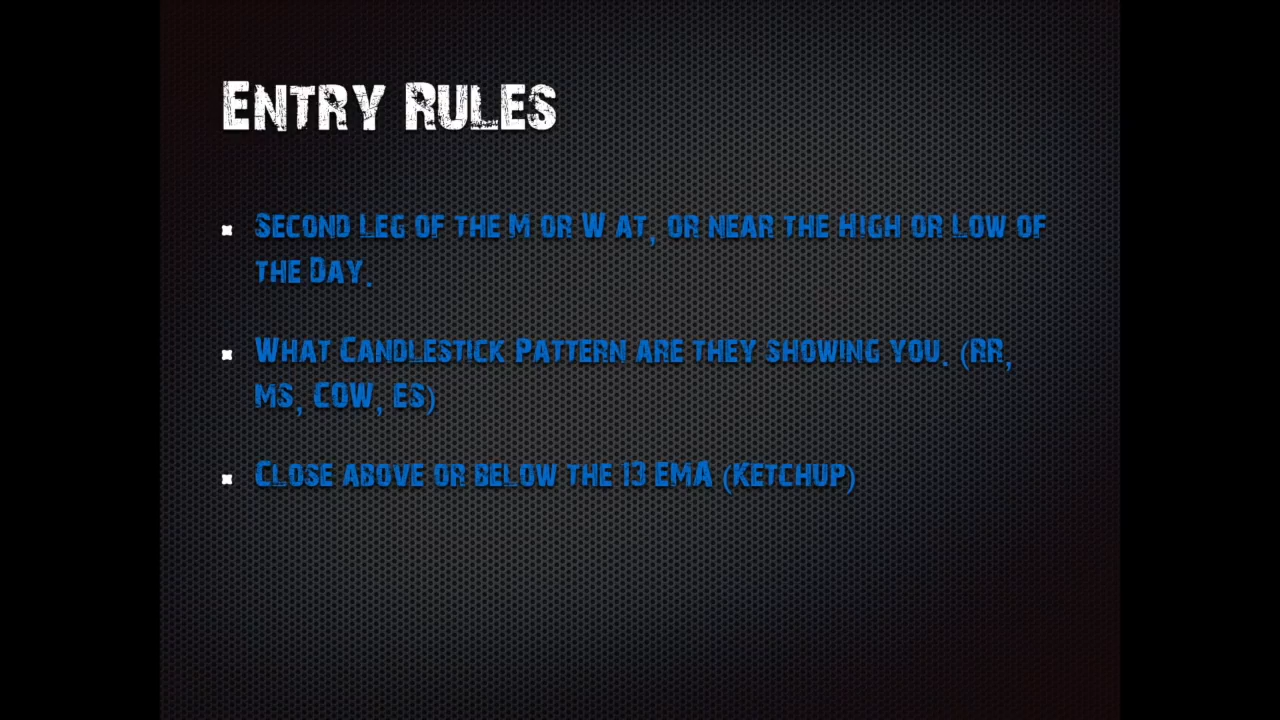 Entry Rules
Second Leg of the M or W at, or near the High or Low of
the Day.
What Candlestick Pattern are they showing you. (RR,
MS, COW, ES)
Close above or below the 13 EMA (Ketchup)